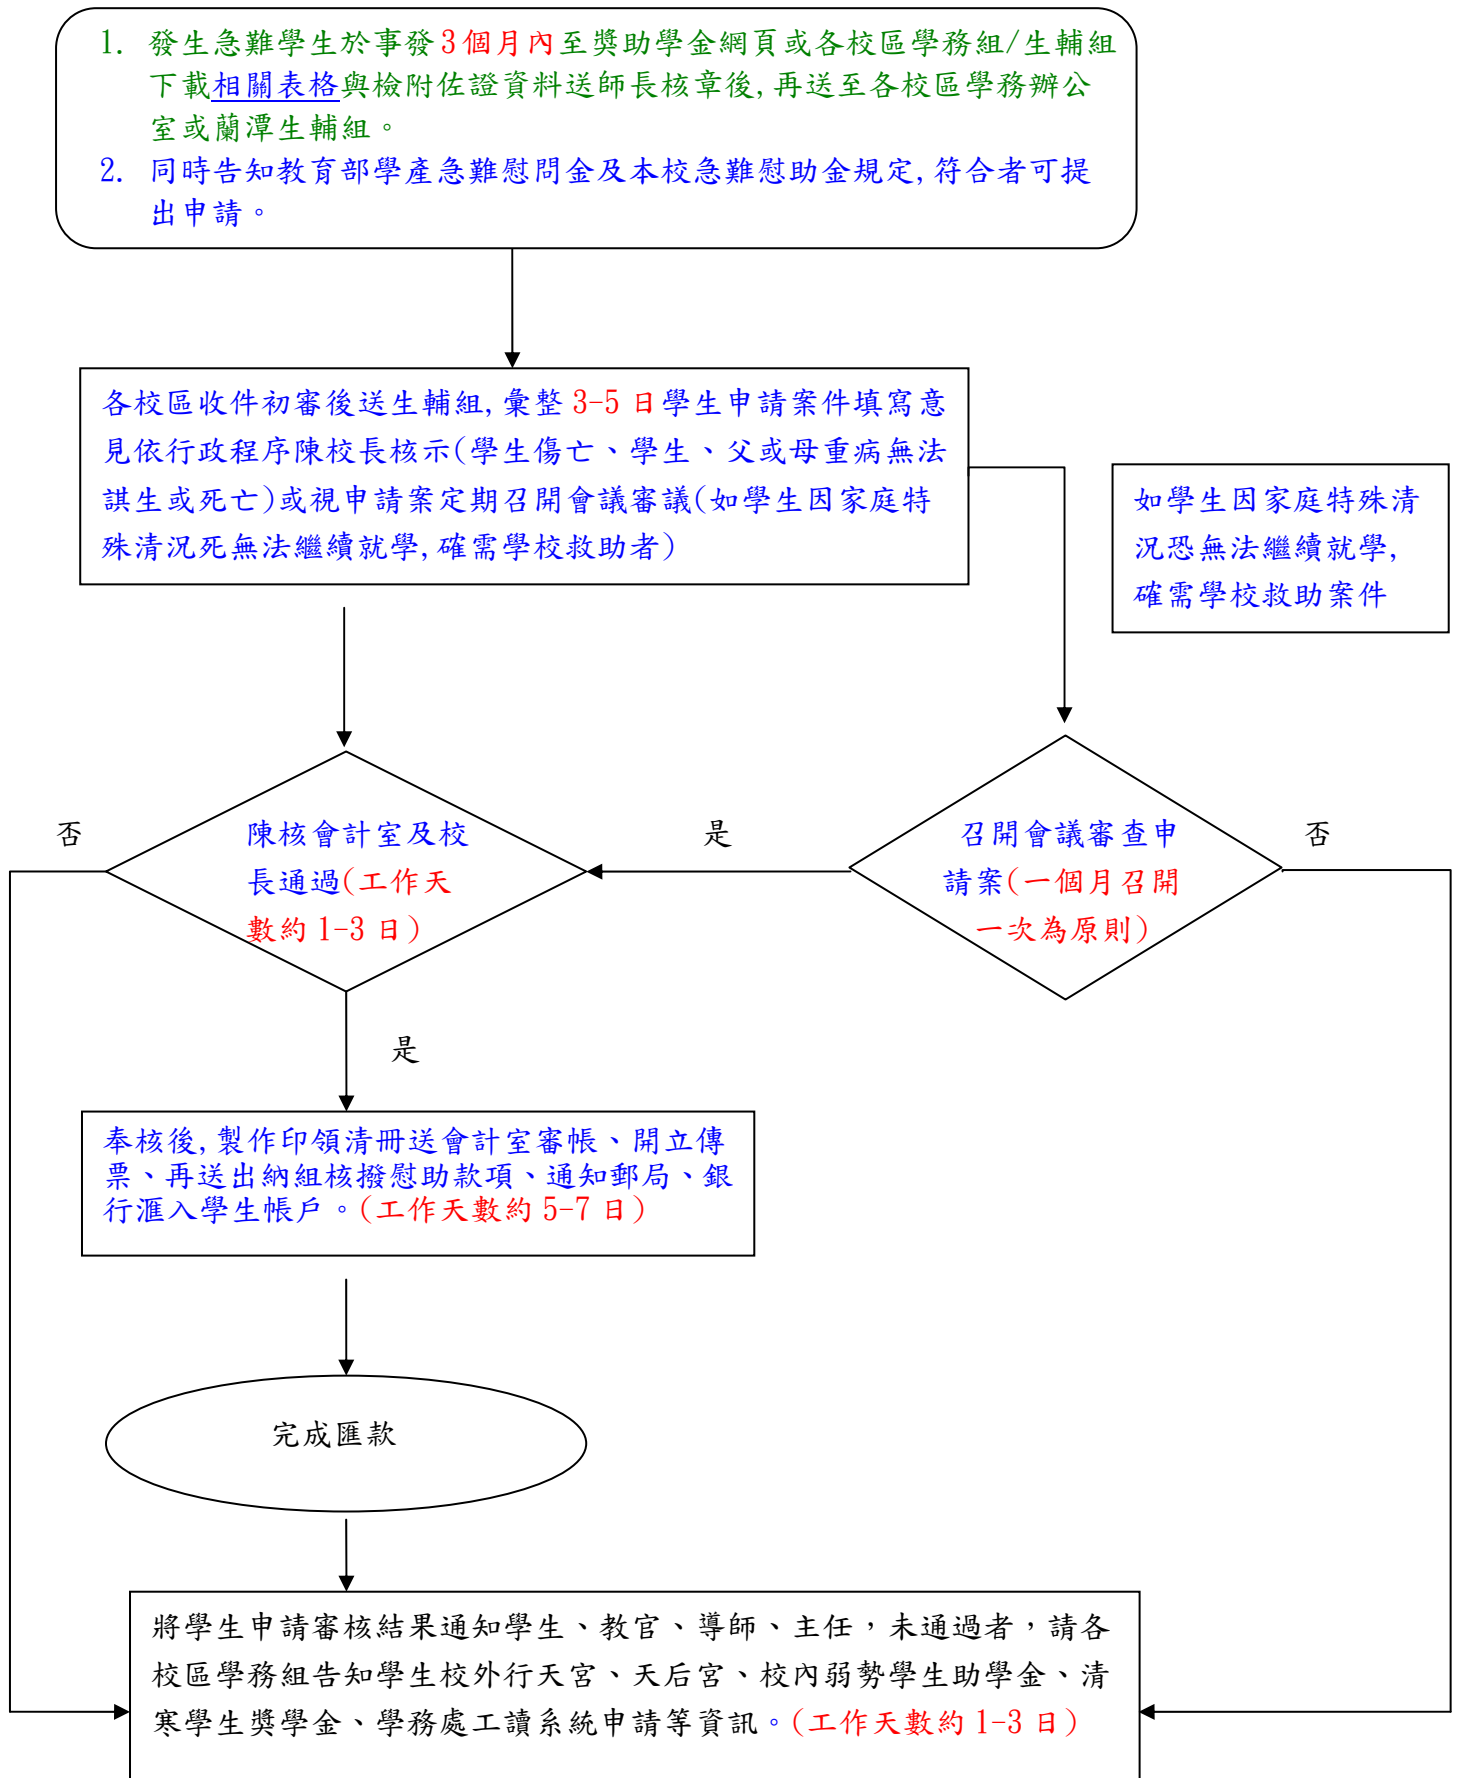 1. 發生急難學生於事發3個月內至獎助學金網頁或各校區學務組/生輔組
下載相關表格與檢附佐證資料送師長核章後,再送至各校區學務辦公
室或蘭潭生輔組。
2. 同時告知教育部學產急難慰問金及本校急難慰助金規定,符合者可提
出申請。
各校區收件初審後送生輔組,彙整 3-5 日學生申請案件填寫意
見依行政程序陳校長核示(學生傷亡、學生、父或母重病無法
謀生或死亡)或視申請案定期召開會議審議(如學生因家庭特
殊清況死無法繼續就學,確需學校救助者)
如學生因家庭特殊清
況恐無法繼續就學,
確需學校救助案件
否
陳核會計室及校
長通過(工作天
數約 1-3 日)
是
召開會議審查申
請案(一個月召開
一次為原則)
否
是
奉核後,製作印領清冊送會計室審帳、開立傳
票、再送出納組核撥慰助款項、通知郵局、銀
行滙入學生帳戶。(工作天數約 5-7 日)
完成匯款
將學生申請審核結果通知學生、教官、導師、主任，未通過者，請各
校區學務組告知學生校外行天宮、天后宮、校內弱勢學生助學金、清
寒學生獎學金、學務處工讀系統申請等資訊。(工作天數約 1-3 日)